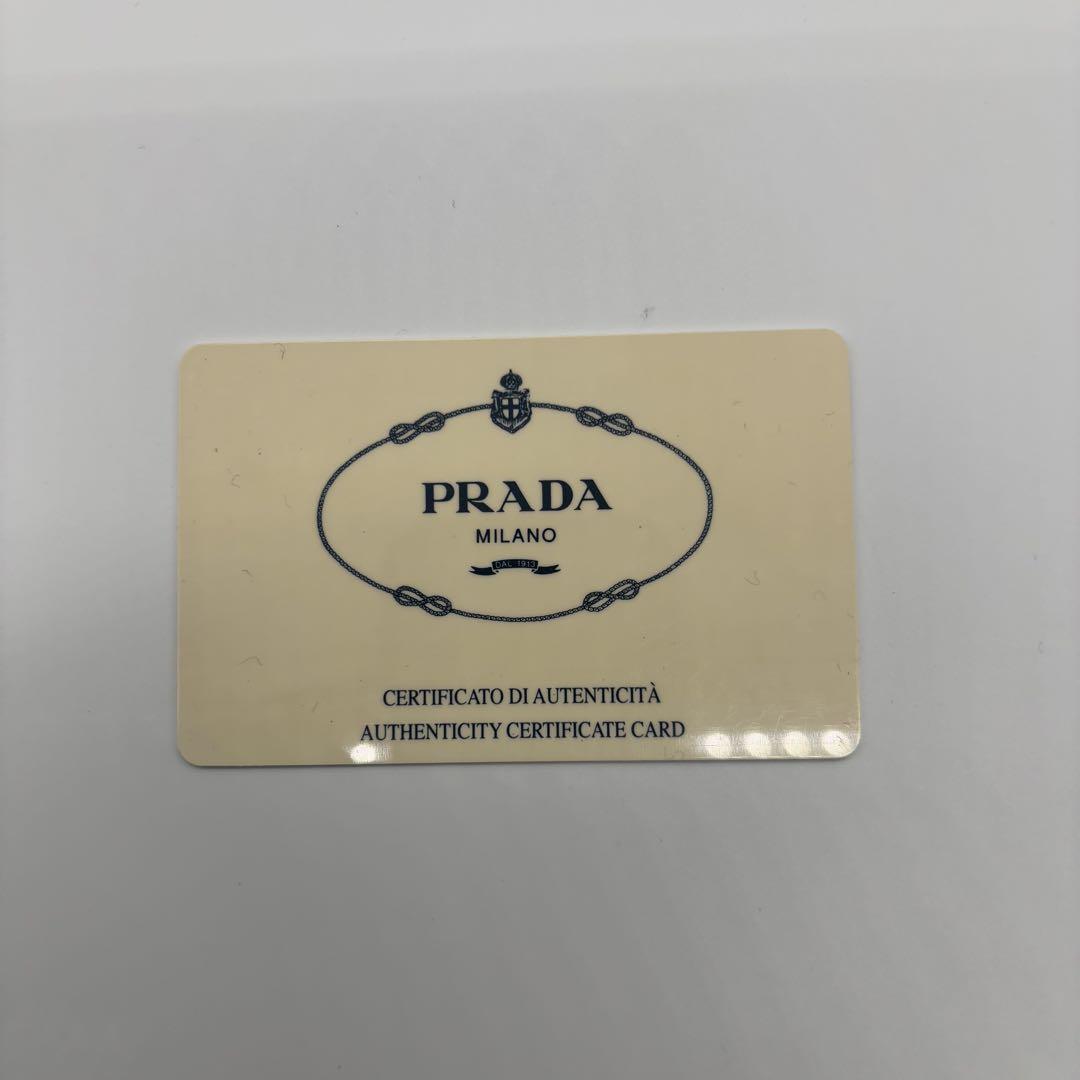 PRADA
MILANO
DAL 1913
CERTIFICATO DI AUTENTICITÀ
AUTHENTICITY CERTIFICATE CARD